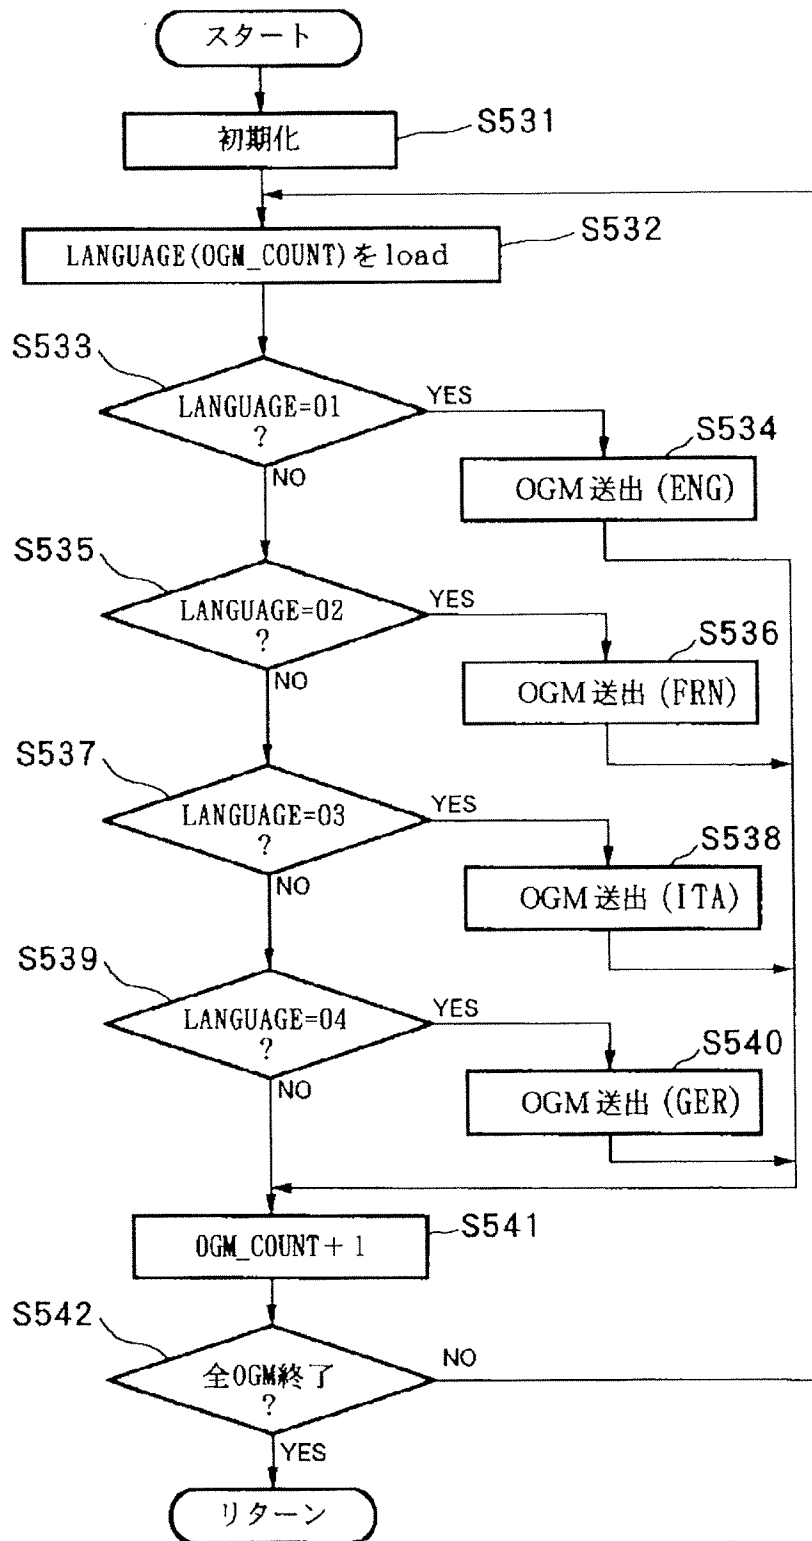 スタート
初期化
S531
LANGUAGE(OGM_COUNT)をload
S532
S533
LANGUAGE=01
?
YES
NO
S534
OGM送出(ENG)
S535
LANGUAGE=02
?
YES
NO
S536
OGM送出(FRN)
S537
LANGUAGE=03
?
YES
NO
S538
OGM送出(ITA)
S539
LANGUAGE=04
?
YES
NO
S540
OGM送出(GER)
OGM_COUNT+1
S541
S542
全OGM終了
?
NO
YES
リターン